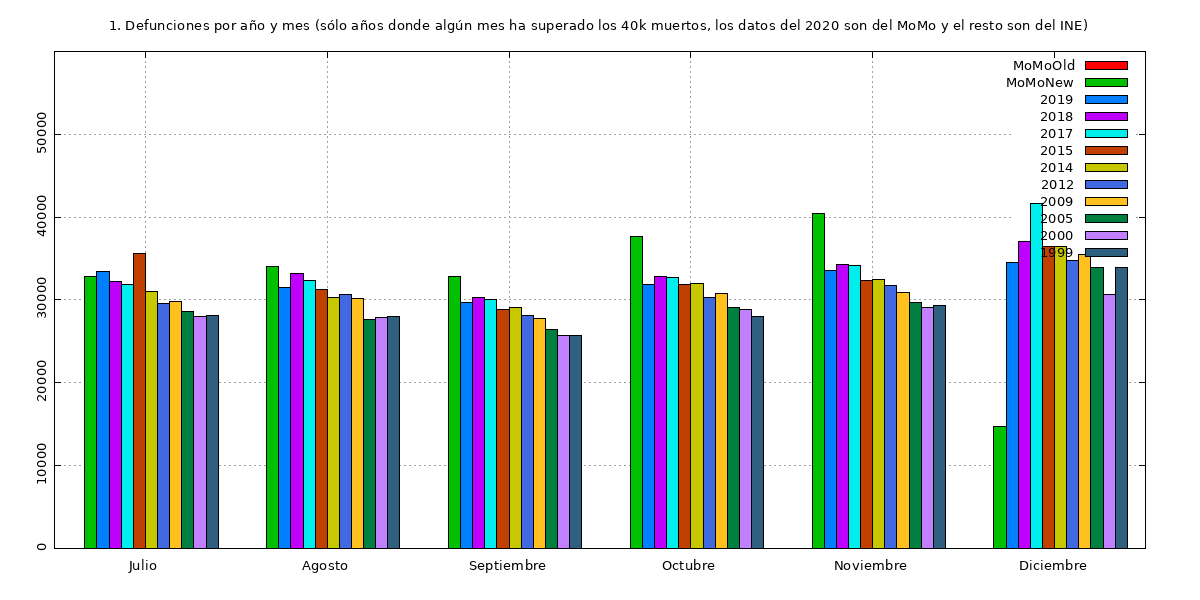 1. Defunciones por año y mes (sólo años donde algún mes ha superado los 40k muertos, los datos del 2020 son del MoMo y el resto son del INE)
MoMoOld
MoMoNew
2019
2018
2017
2015
2014
2012
2009
2005
2000
1999
50000
40000
30000
20000
10000
0
Julio
Agosto
Septiembre
Octubre
Noviembre
Diciembre